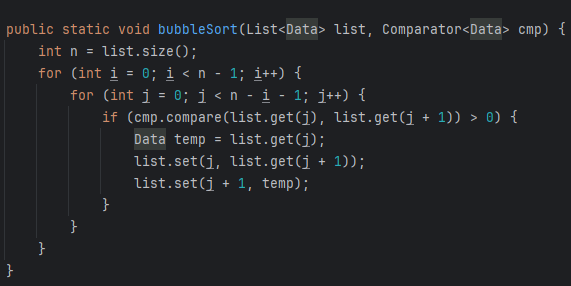 public static void bubbleSort(List<Data> list, Comparator<Data> cmp) {
    int n = list.size();
    for (int i = 0; i < n - 1; i++) {
        for (int j = 0; j < n - i - 1; j++) {
            if (cmp.compare(list.get(j), list.get(j + 1)) > 0) {
                Data temp = list.get(j);
                list.set(j, list.get(j + 1));
                list.set(j + 1, temp);
            }
        }
    }
}